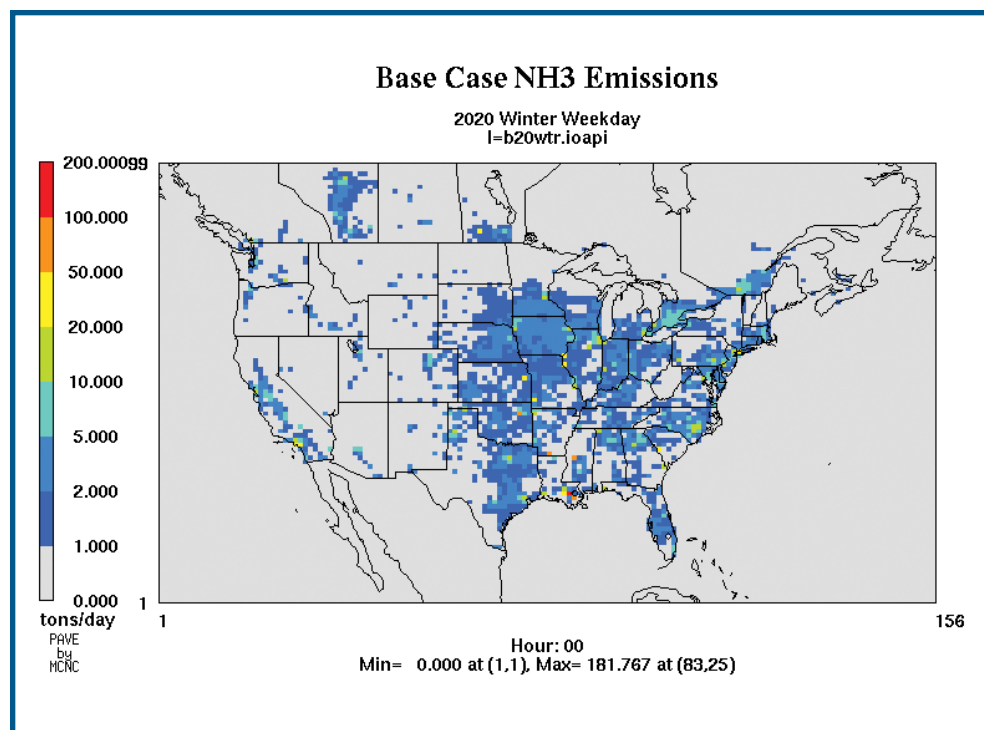 Base Case NH3 Emissions
2020 Winter Weekday
l=b20wtr.ioapi
200.000
99
100.000
50.000
20.000
10.000
5.000
2.000
1.000
0.000
1
tons/day
1
156
PAVE
by
MCNC
Hour: 00
Min= 0.000 at (1,1), Max= 181.767 at (83,25)